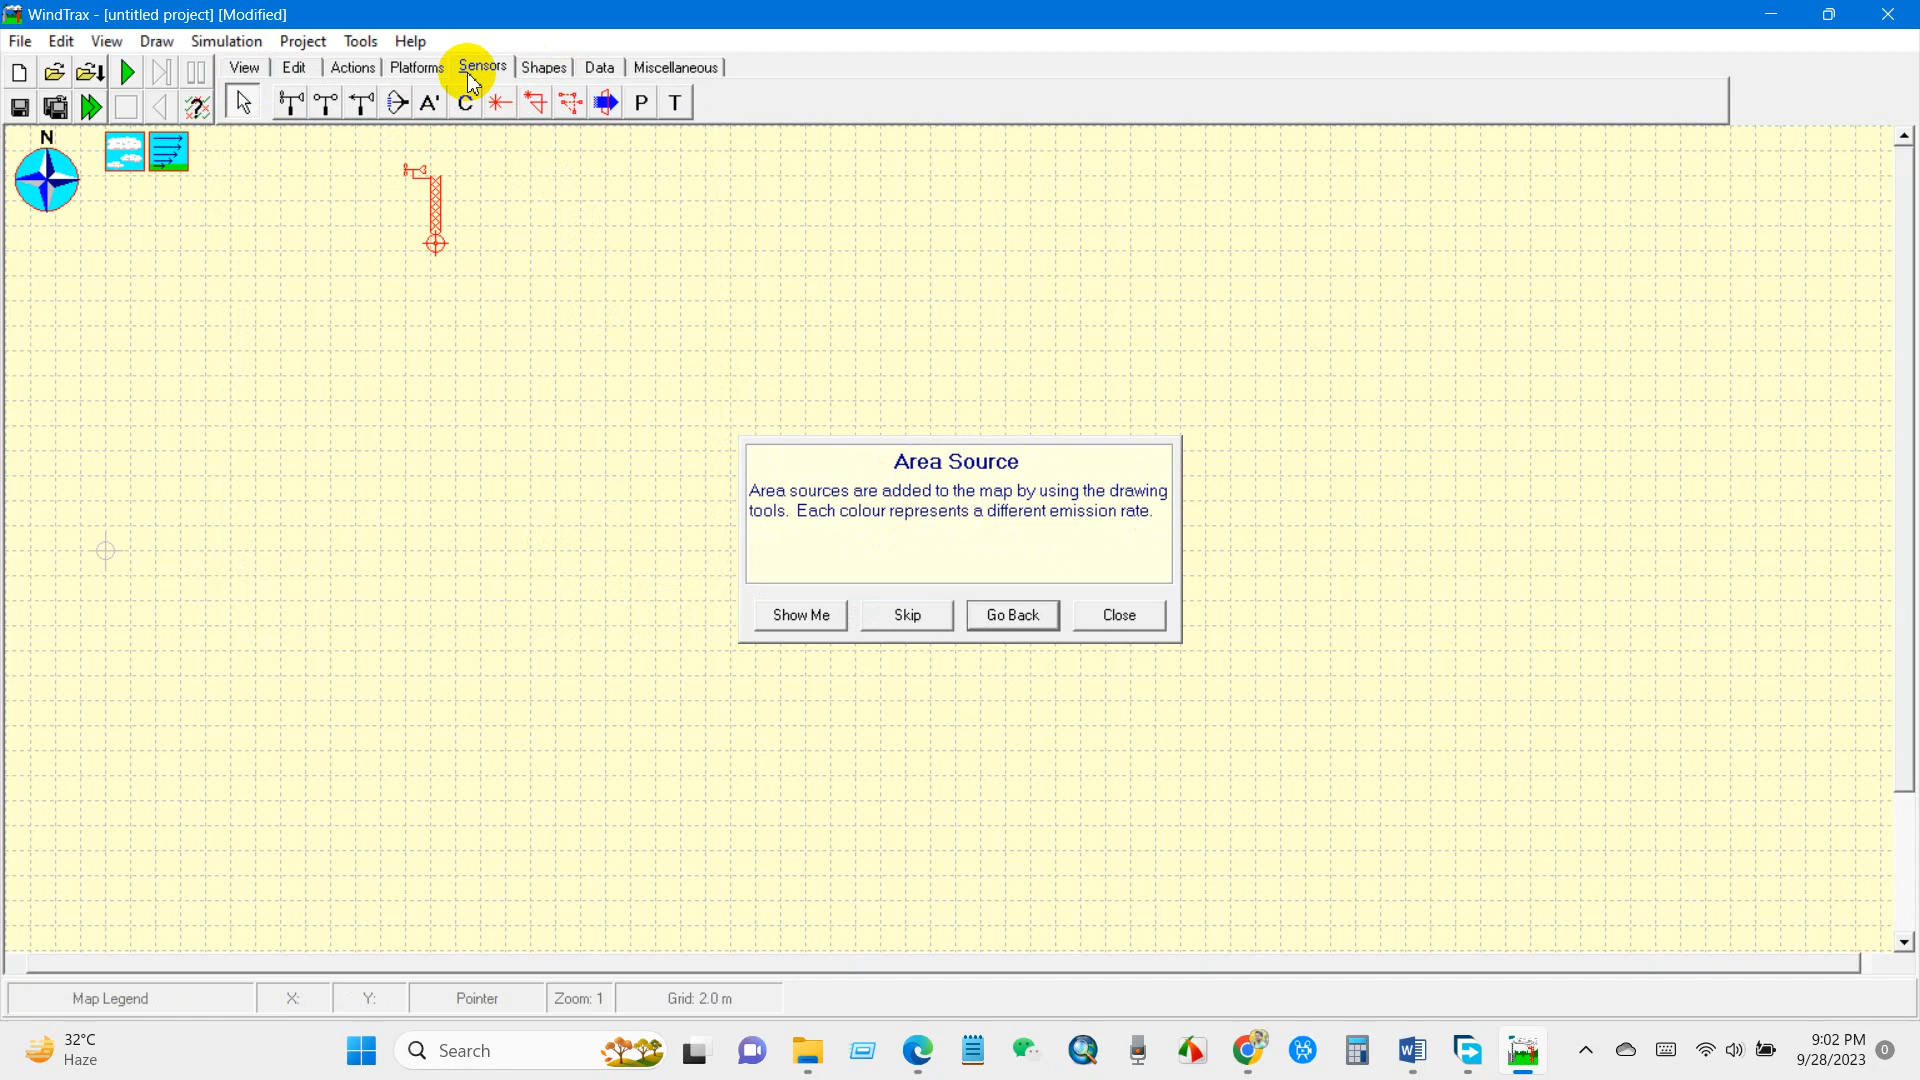 WindTrax - [untitled project] [Modified]
File Edit View Draw Simulation Project Tools Help
View Edit Actions Platforms Sensors Shapes Data Miscellaneous
A' C P T
N
Area Source
Area sources are added to the map by using the drawing
tools. Each colour represents a different emission rate.
Show Me Skip Go Back Close
Map Legend X: Y: Pointer Zoom: 1 Grid: 2.0 m
32°C
Haze
Search
9:02 PM
9/28/2023
0